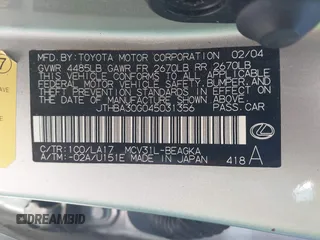 MFD. BY TOYOTA MOTOR CORPORATION 02/04
GVWR 4485LB GAWR FR 2670LB RR 2670LB
THIS VEHICLE CONFORMS TO ALL APPLICABLE
FEDERAL MOTOR VEHICLE SAFETY, BUMPER,
AND THEFT PREVENTION STANDARDS IN EFFECT
ON THE DATE OF MANUFACTURE SHOWN ABOVE.
JTHBA30G045031356 PASS.CAR
C/TR:1C0/LA17 MCV31L-BEAGKA
A/TM:-02A/U151E MADE IN JAPAN 418 A
7
DREAMBID